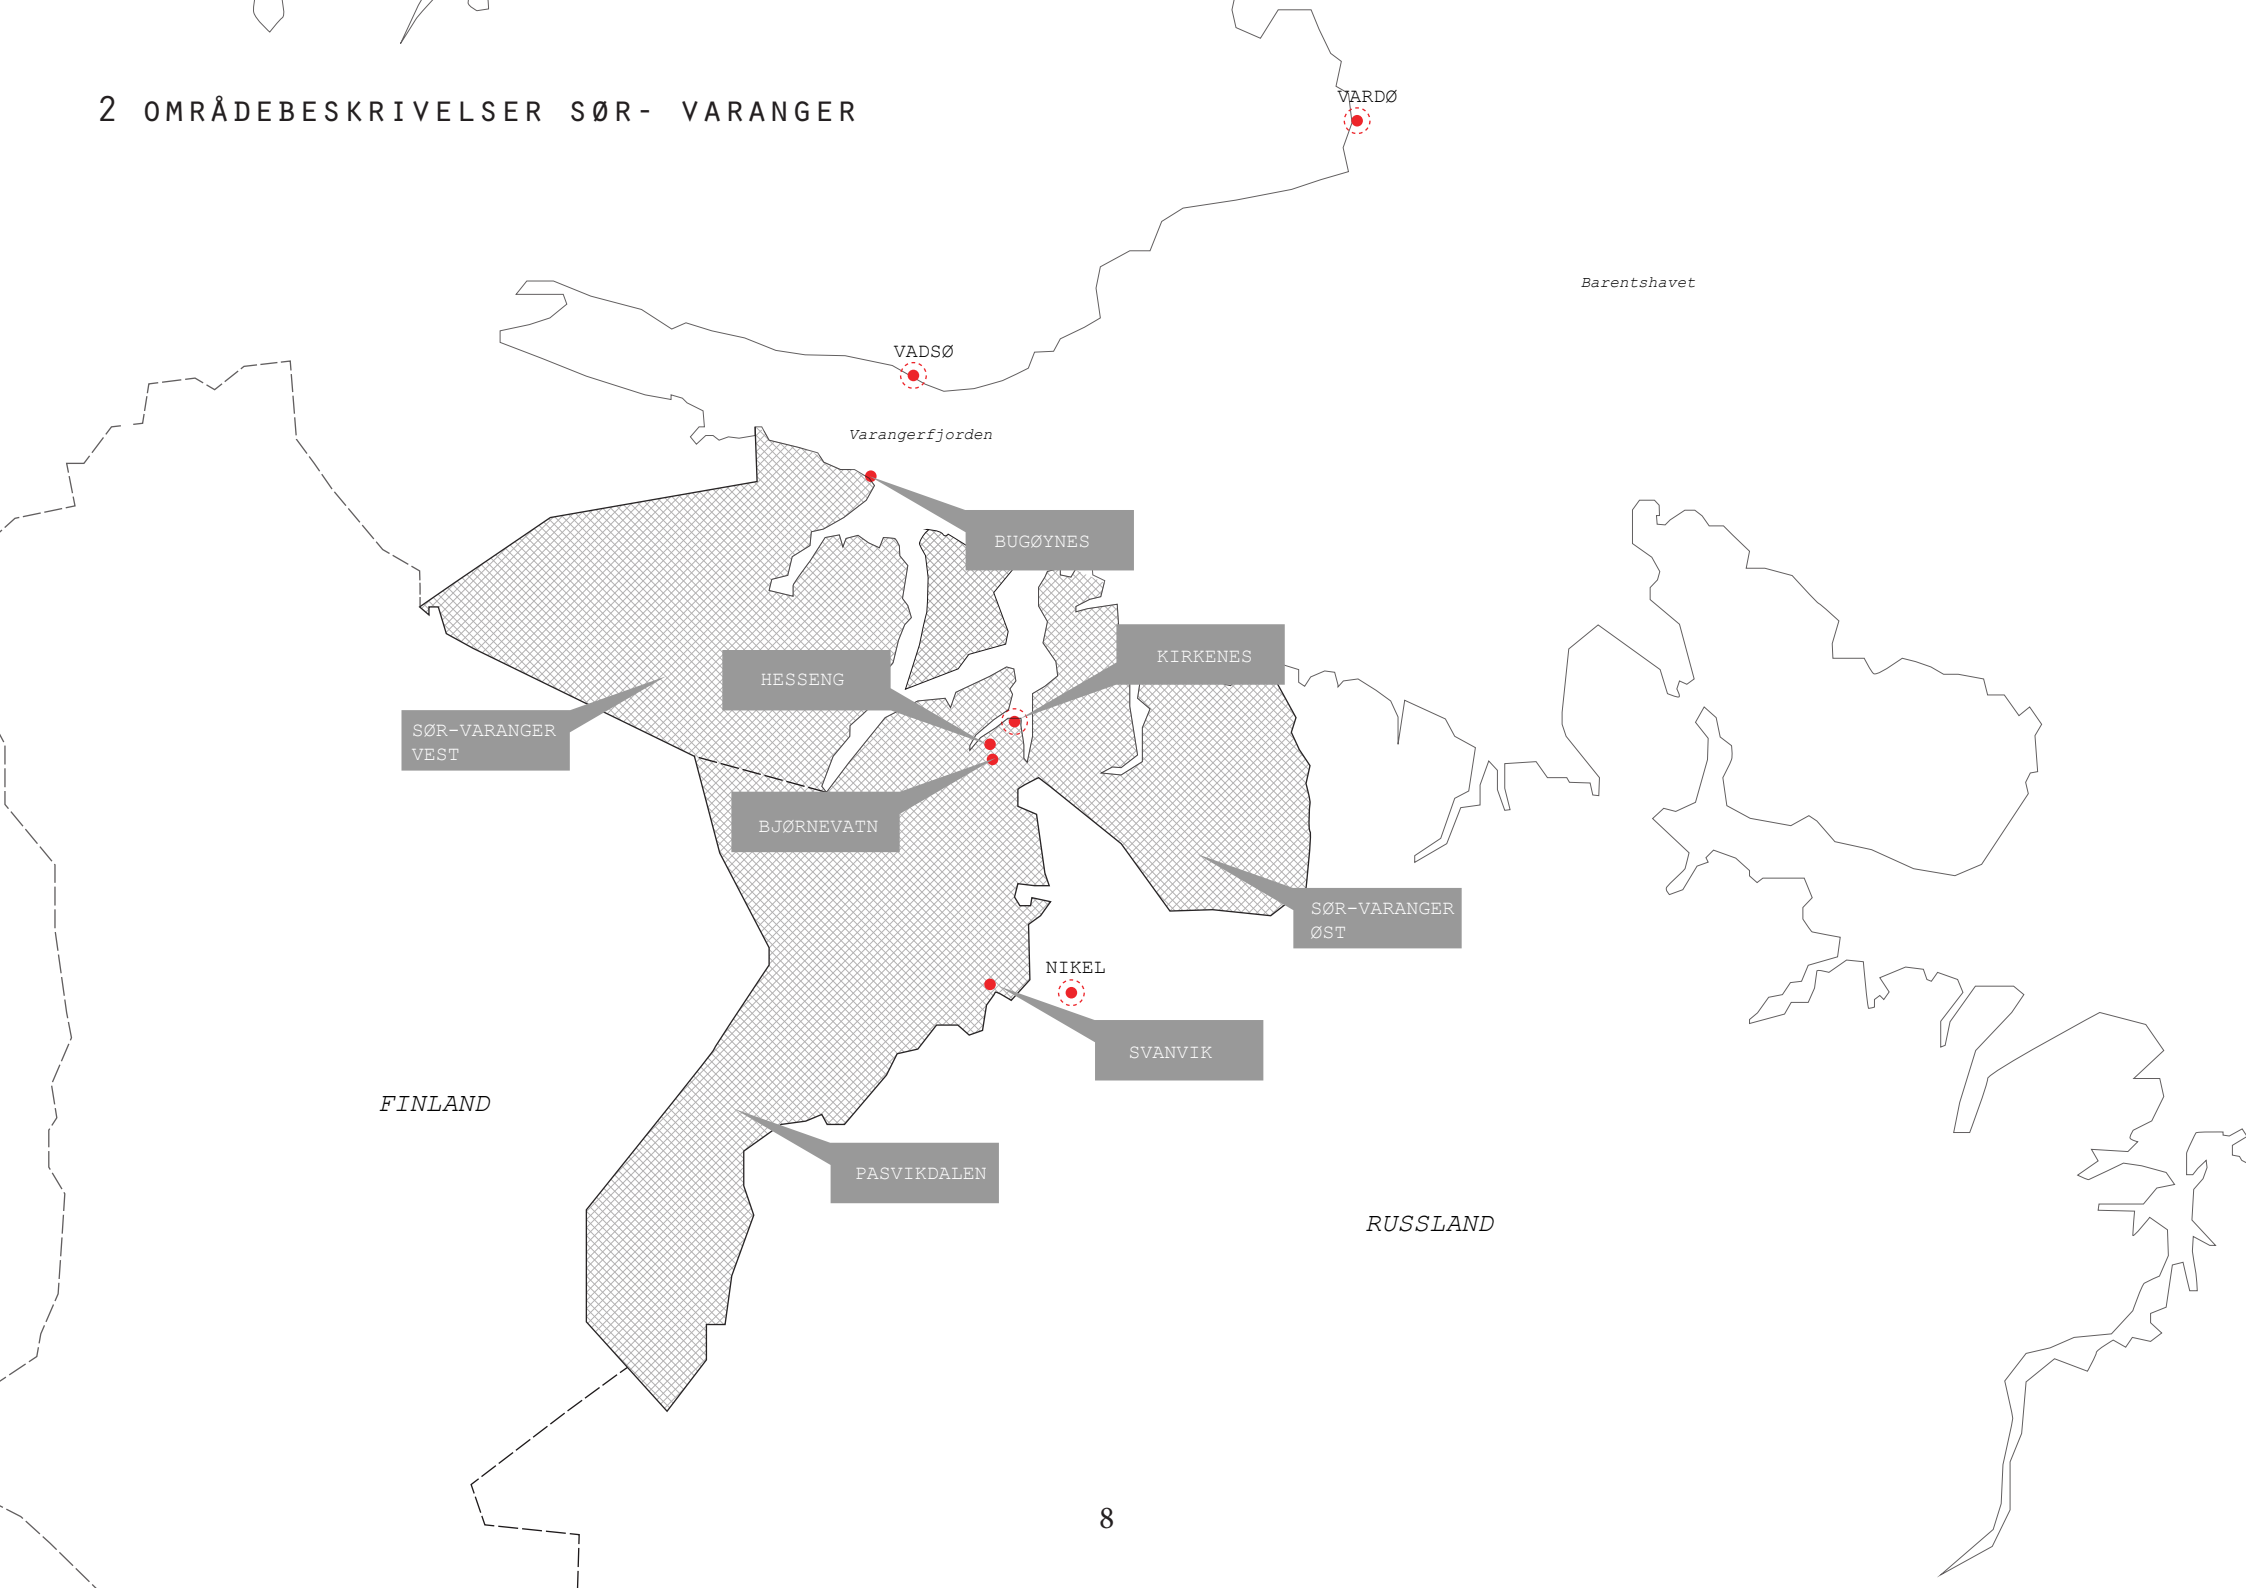 2 OMRÅDEBESKRIVELSER SØR- VARANGER
VARDØ
Barentshavet
VADSØ
Varangerfjorden
BUGØYNES
KIRKENES
HESSENG
SØR-VARANGER
VEST
BJØRNEVATN
SØR-VARANGER
ØST
NIKEL
SVANVIK
FINLAND
PASVIKDALEN
RUSSLAND
8